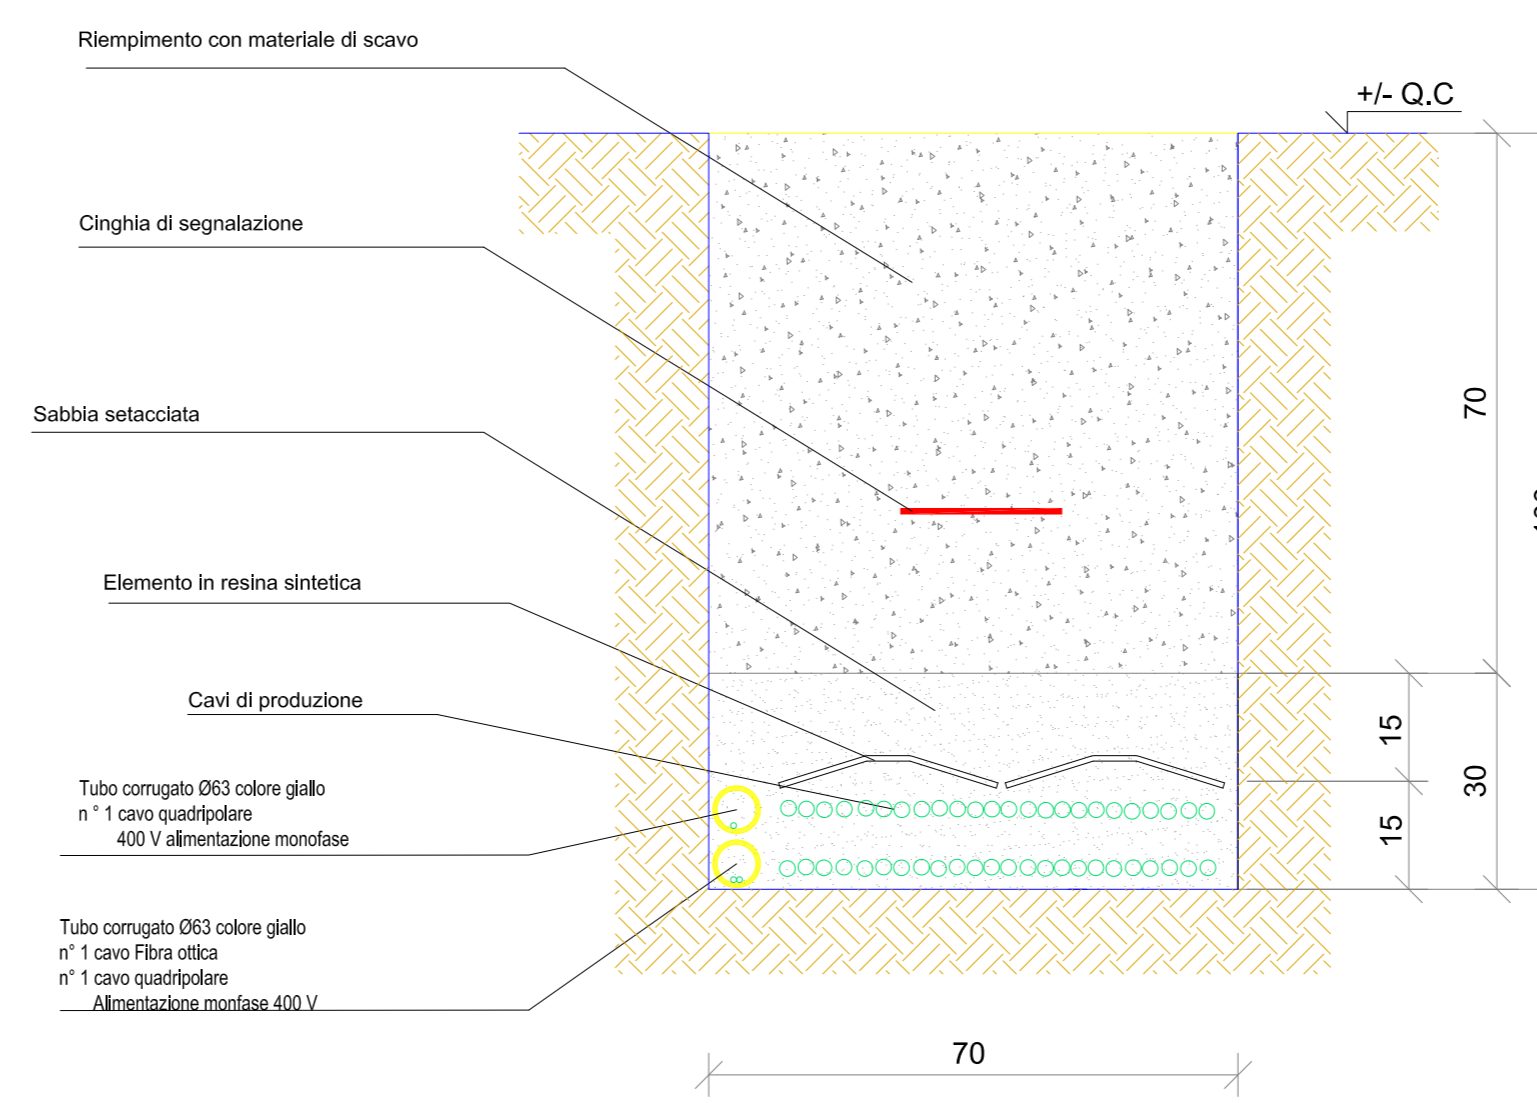 Riempimento con materiale di scavo
+/- Q.C
Cinghia di segnalazione
70
Sabbia setacciata
Elemento in resina sintetica
Cavi di produzione
15
30
15
Tubo corrugato Ø63 colore giallo
n ° 1 cavo quadripolare
400 V alimentazione monofase
Tubo corrugato Ø63 colore giallo
n° 1 cavo Fibra ottica
n° 1 cavo quadripolare
Alimentazione monfase 400 V
70